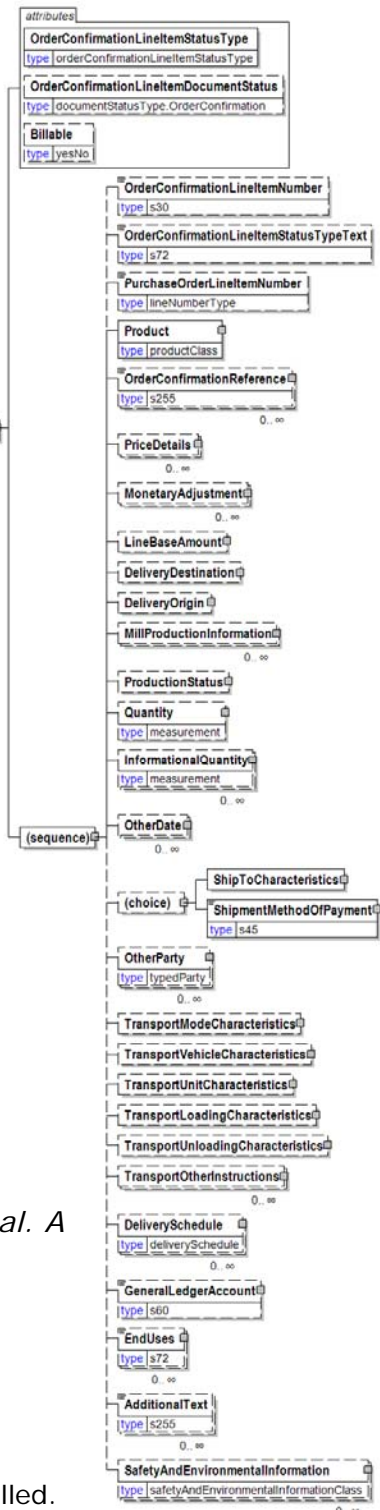 attributes
OrderConfirmationLineItemStatusType
type orderConfirmationLineItemStatusType
OrderConfirmationLineItemDocumentStatus
type documentStatusType.OrderConfirmation
Billable
type yesNo
OrderConfirmationLineItemNumber
type s30
OrderConfirmationLineItemStatusTypeText
type s72
PurchaseOrderLineItemNumber
type lineNumberType
Product
type productClass
OrderConfirmationReference
type s255
0.. ∞
PriceDetails
0.. ∞
MonetaryAdjustment
0.. ∞
LineBaseAmount
DeliveryDestination
DeliveryOrigin
MillProductionInformation
0.. ∞
ProductionStatus
Quantity
type measurement
InformationalQuantity
type measurement
0.. ∞
(sequence)
OtherDate
0.. ∞
(choice)
ShipToCharacteristics
ShipmentMethodOfPayment
type s45
OtherParty
type typedParty
0.. ∞
TransportModeCharacteristics
TransportVehicleCharacteristics
TransportUnitCharacteristics
TransportLoadingCharacteristics
TransportUnloadingCharacteristics
TransportOtherInstructions
0.. ∞
al. A
DeliverySchedule
type deliverySchedule
0.. ∞
GeneralLedgerAccount
type s60
EndUses
type s72
0.. ∞
AdditionalText
type s255
0.. ∞
SafetyAndEnvironmentalInformation
type safetyAndEnvironmentalInformationClass
0.. ∞
lled.